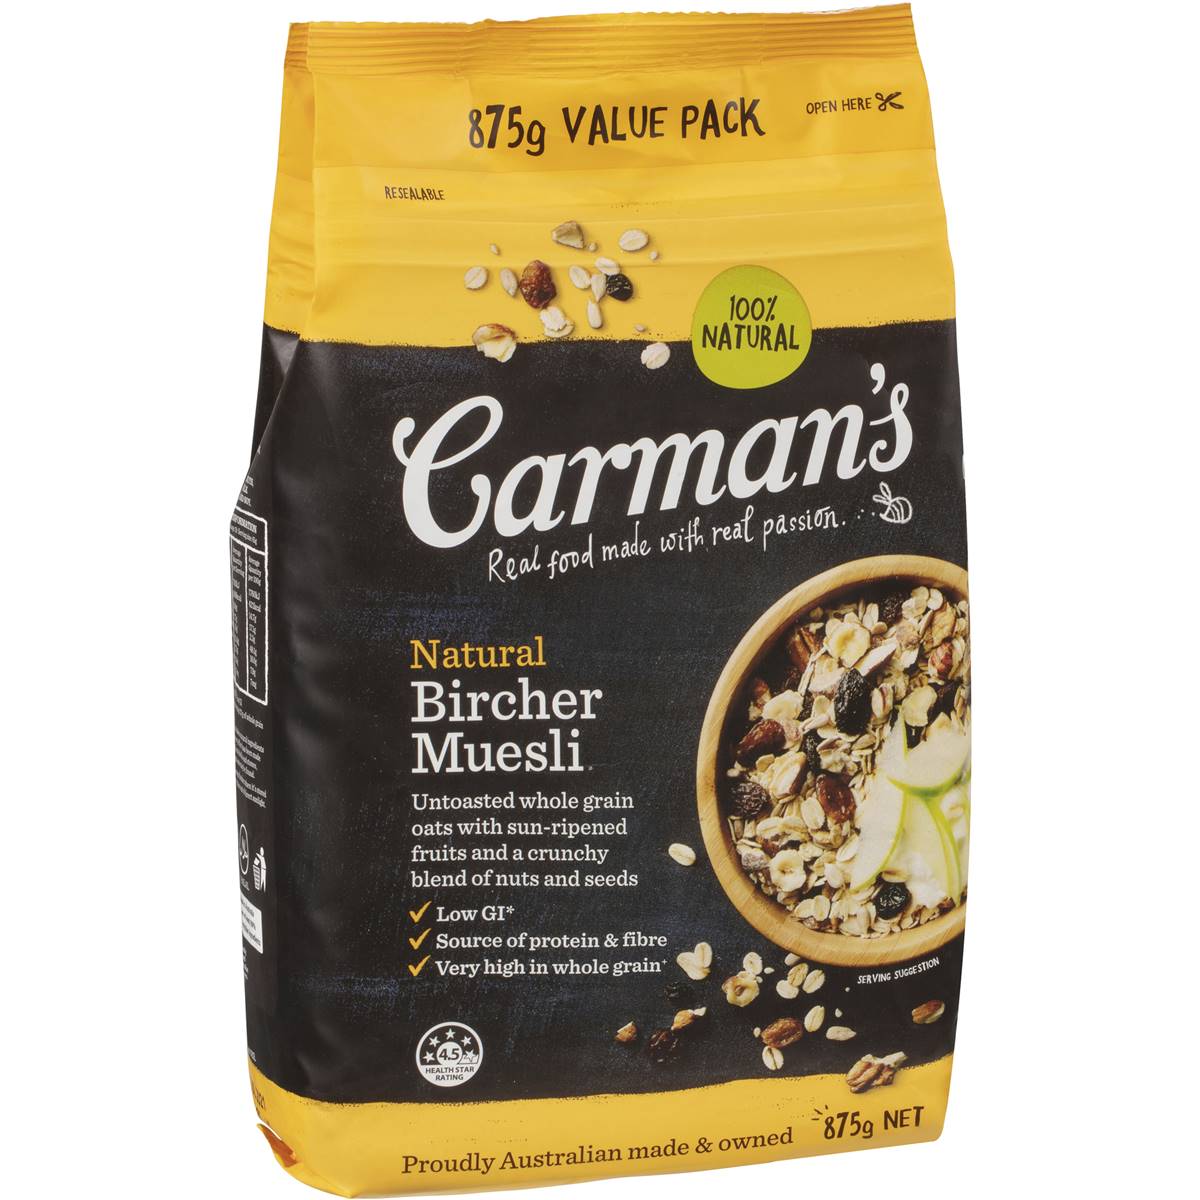 875g VALUE PACK
OPEN HERE
RESEALABLE
100%
NATURAL
Carman's
Real food made with real passion.
Natural
Bircher
Muesli
Untoasted whole grain
oats with sun-ripened
fruits and a crunchy
blend of nuts and seeds
Low GI*
Source of protein & fibre
Very high in whole grain+
SERVING SUGGESTION
4.5
HEALTH STAR
RATING
875g NET
Proudly Australian made & owned